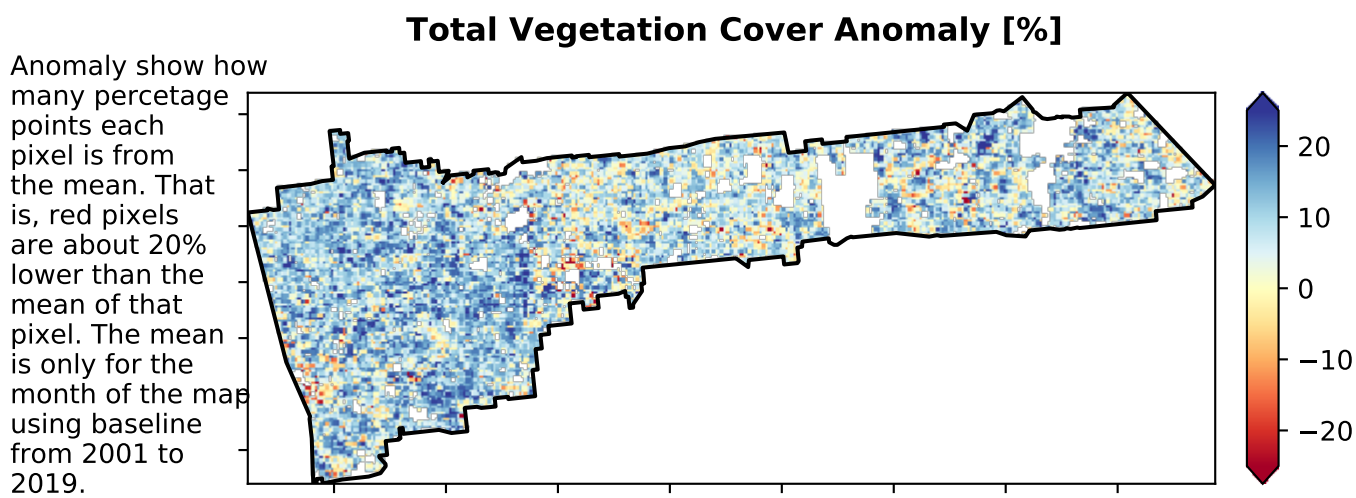 Total Vegetation Cover Anomaly [%]
Anomaly show how
many percetage
points each
pixel is from
the mean. That
is, red pixels
are about 20%
lower than the
mean of that
pixel. The mean
is only for the
month of the map
using baseline
from 2001 to
2019.
20
10
0
−10
−20